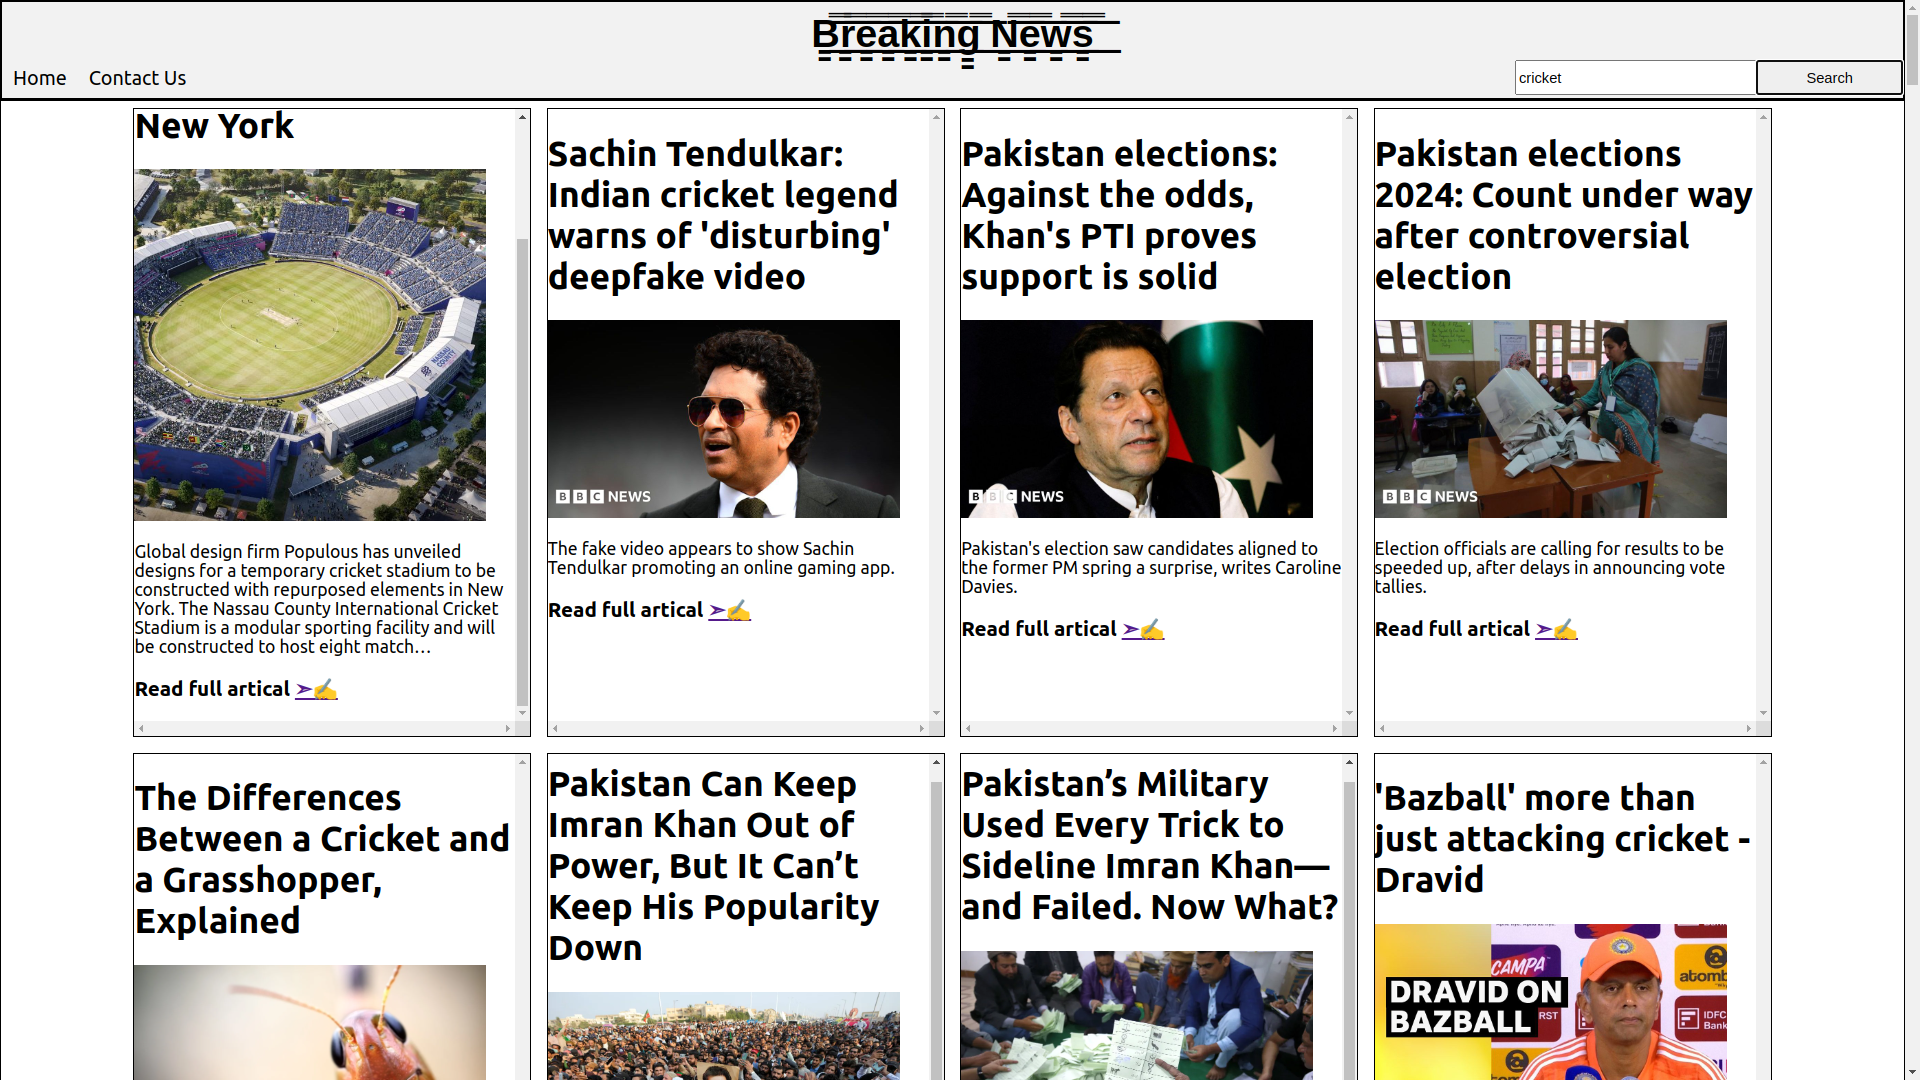 Breaking News
Home
Contact Us
cricket
Search
New York
NASSAU
COUNTY
Global design firm Populous has unveiled
designs for a temporary cricket stadium to be
constructed with repurposed elements in New
York. The Nassau County International Cricket
Stadium is a modular sporting facility and will
be constructed to host eight match…
Read full artical ➣✍
Sachin Tendulkar:
Indian cricket legend
warns of 'disturbing'
deepfake video
BBC NEWS
The fake video appears to show Sachin
Tendulkar promoting an online gaming app.
Read full artical ➣✍
Pakistan elections:
Against the odds,
Khan's PTI proves
support is solid
BBC NEWS
Pakistan's election saw candidates aligned to
the former PM spring a surprise, writes Caroline
Davies.
Read full artical ➣✍
Pakistan elections
2024: Count under way
after controversial
election
BBC NEWS
Election officials are calling for results to be
speeded up, after delays in announcing vote
tallies.
Read full artical ➣✍
The Differences
Between a Cricket and
a Grasshopper,
Explained
Pakistan Can Keep
Imran Khan Out of
Power, But It Can’t
Keep His Popularity
Down
Pakistan’s Military
Used Every Trick to
Sideline Imran Khan—
and Failed. Now What?
'Bazball' more than
just attacking cricket -
Dravid
CAMPA
atomb
DRAVID ON
BAZBALL
RST
IDFC
Bank